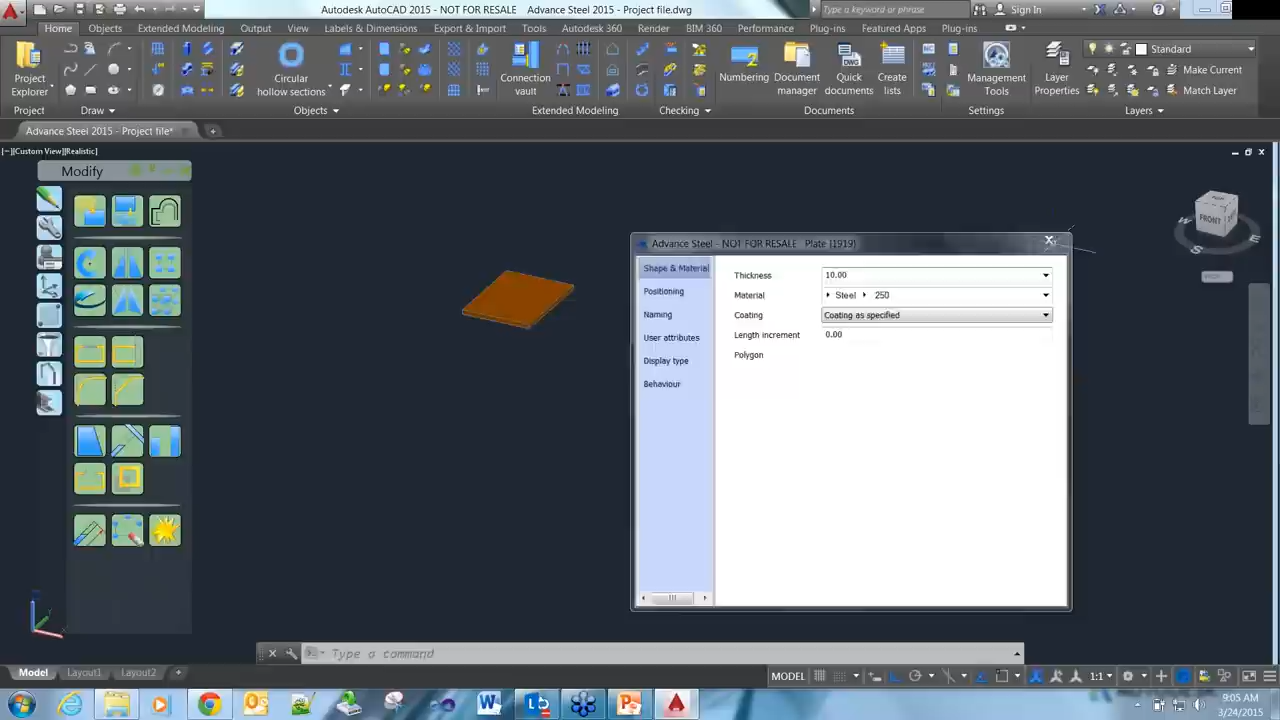 Autodesk AutoCAD 2015 - NOT FOR RESALE    Advance Steel - Project file.dwg
Type a keyword or phrase
Sign In
Home Objects Extended Modeling Output View Labels & Dimensions Export & Import Tools Autodesk 360 Render BIM 360 Performance Plug-ins Featured Apps Plug-ins
Project Explorer
Circular hollow sections
Connection vault
Numbering
Document manager
Quick documents
Create lists
Management Tools
Layer Properties
Standard
Make Current
Match Layer
Project Draw Objects Extended Modeling Checking Documents Settings Layers
Advance Steel 2015 - Project file*
[−][Custom View][Realistic]
Modify
FRONT
Advance Steel - NOT FOR RESALE   Plate [1919]
Shape & Material
Positioning
Naming
User attributes
Display type
Behaviour
Thickness 10.00
Material Steel 250
Coating Coating as specified
Length increment 0.00
Polygon
Type a command
Model Layout1 Layout2
MODEL
1:1
9:05 AM
3/24/2015